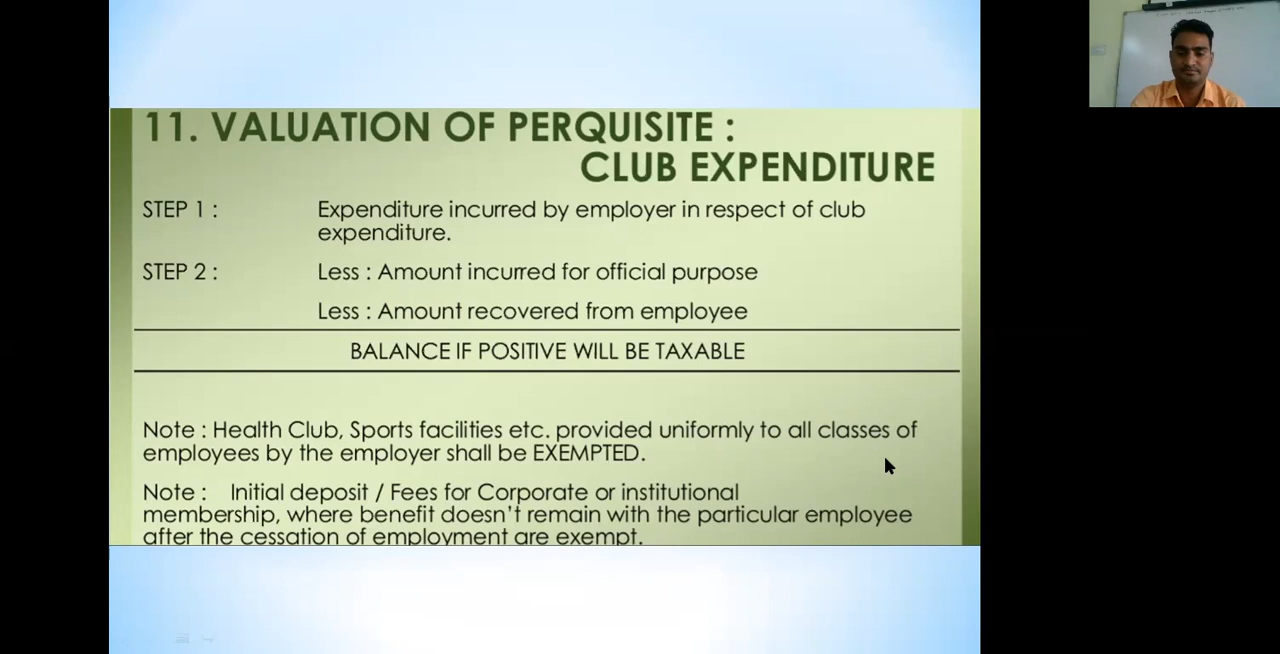 11. VALUATION OF PERQUISITE :
CLUB EXPENDITURE
STEP 1 : Expenditure incurred by employer in respect of club
expenditure.
STEP 2 : Less : Amount incurred for official purpose
Less : Amount recovered from employee
BALANCE IF POSITIVE WILL BE TAXABLE
Note : Health Club, Sports facilities etc. provided uniformly to all classes of
employees by the employer shall be EXEMPTED.
Note : Initial deposit / Fees for Corporate or institutional
membership, where benefit doesn't remain with the particular employee
after the cessation of employment are exempt.